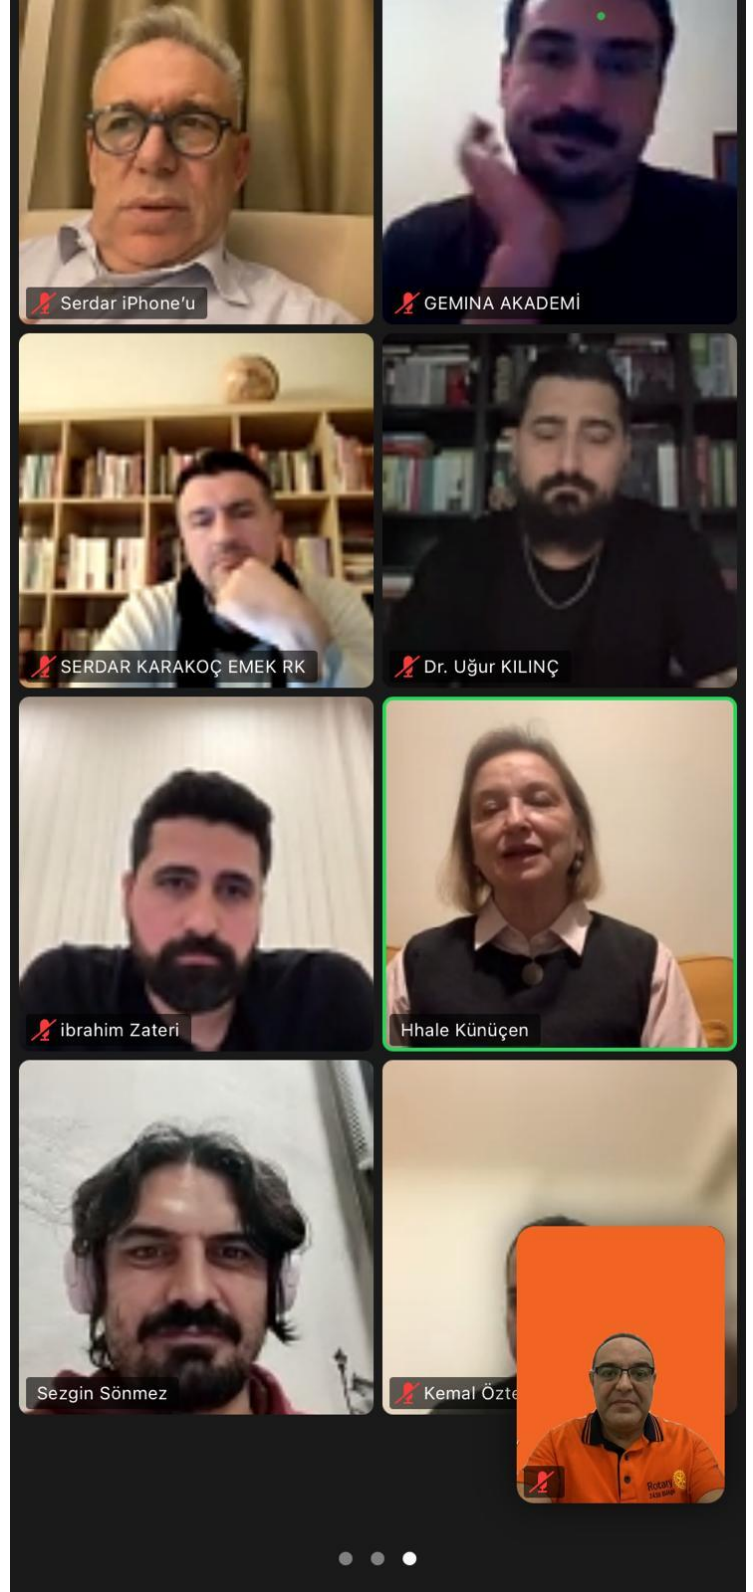 Serdar iPhone'u
GEMINA AKADEMİ
SERDAR KARAKOÇ EMEK RK
Dr. Uğur KILINÇ
ibrahim Zateri
Hhale Künüçen
Sezgin Sönmez
Kemal Özte
Rotary